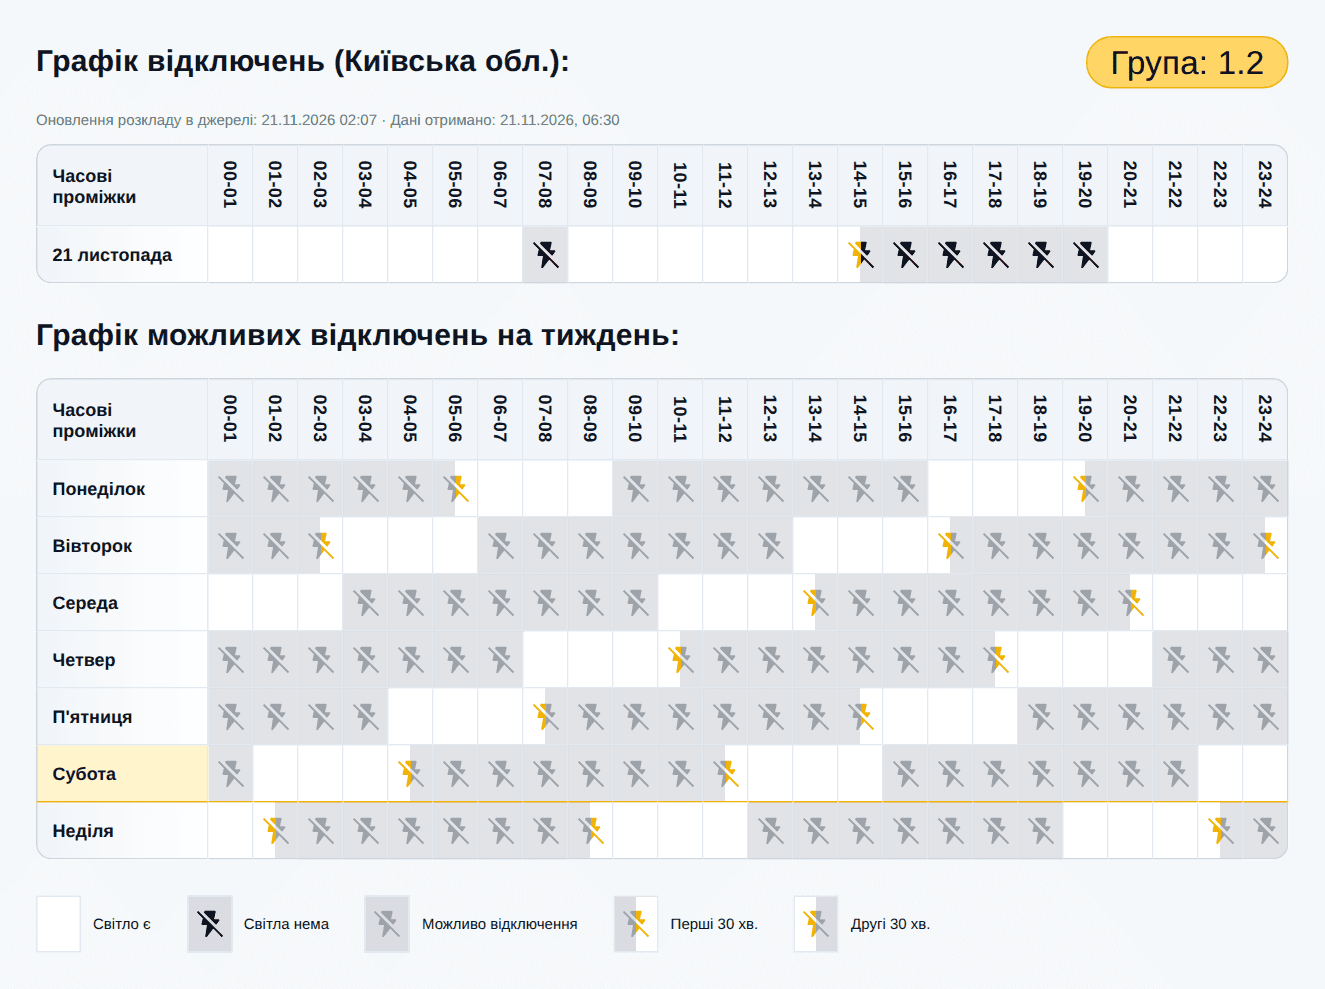 Графік відключень (Київська обл.):
Група: 1.2
Оновлення розкладу в джерелі: 21.11.2026 02:07 · Дані отримано: 21.11.2026, 06:30
Часові проміжки 00-01 01-02 02-03 03-04 04-05 05-06 06-07 07-08 08-09 09-10 10-11 11-12 12-13 13-14 14-15 15-16 16-17 17-18 18-19 19-20 20-21 21-22 22-23 23-24
21 листопада
Графік можливих відключень на тиждень:
Часові проміжки 00-01 01-02 02-03 03-04 04-05 05-06 06-07 07-08 08-09 09-10 10-11 11-12 12-13 13-14 14-15 15-16 16-17 17-18 18-19 19-20 20-21 21-22 22-23 23-24
Понеділок
Вівторок
Середа
Четвер
П'ятниця
Субота
Неділя
Світло є Світла нема Можливо відключення Перші 30 хв. Другі 30 хв.